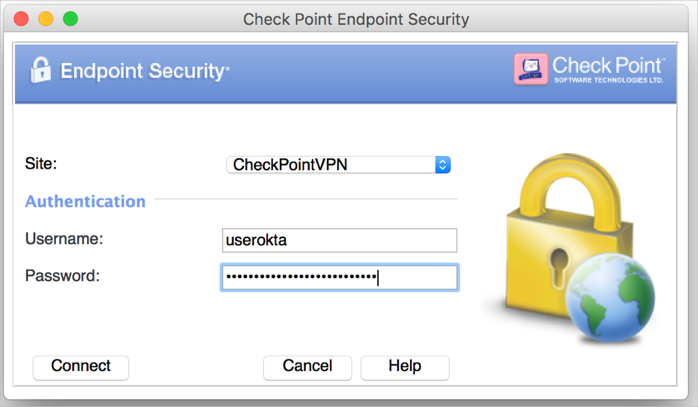 Check Point Endpoint Security
Endpoint Security
Check Point™
SOFTWARE TECHNOLOGIES LTD.
Site: CheckPointVPN
Authentication
Username: userokta
Password: ••••••••••••••••••••••••••••
Connect Cancel Help